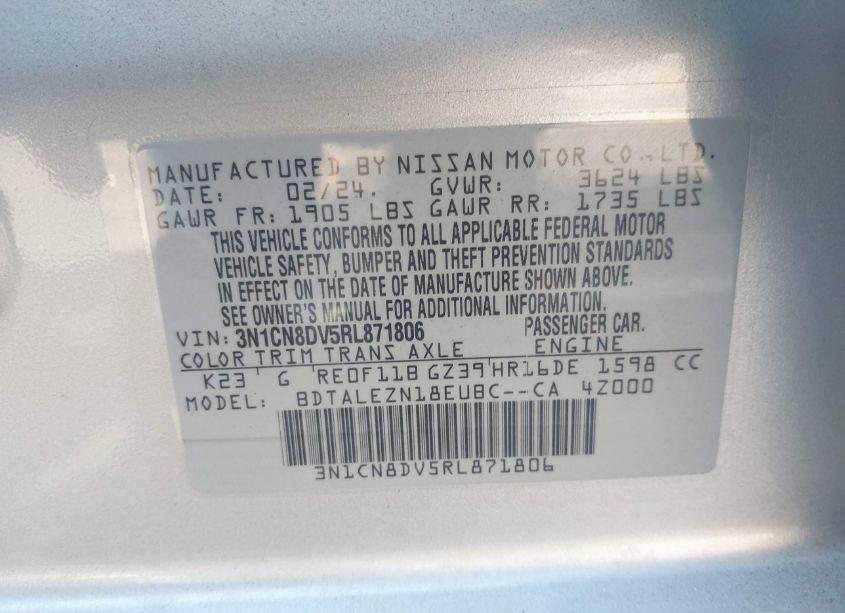 MANUFACTURED BY NISSAN MOTOR CO.,LTD.
DATE: 02/24. GVWR: 3624 LBS
GAWR FR: 1905 LBS GAWR RR: 1735 LBS
THIS VEHICLE CONFORMS TO ALL APPLICABLE FEDERAL MOTOR
VEHICLE SAFETY, BUMPER AND THEFT PREVENTION STANDARDS
IN EFFECT ON THE DATE OF MANUFACTURE SHOWN ABOVE.
SEE OWNER'S MANUAL FOR ADDITIONAL INFORMATION.
VIN: 3N1CN8DV5RL871806 PASSENGER CAR.
COLOR TRIM TRANS AXLE ENGINE
K23 G RE0F11B GZ39 HR16DE 1598 CC
MODEL: BDTALEZN18EUBC--CA 4Z000
3N1CN8DV5RL871806